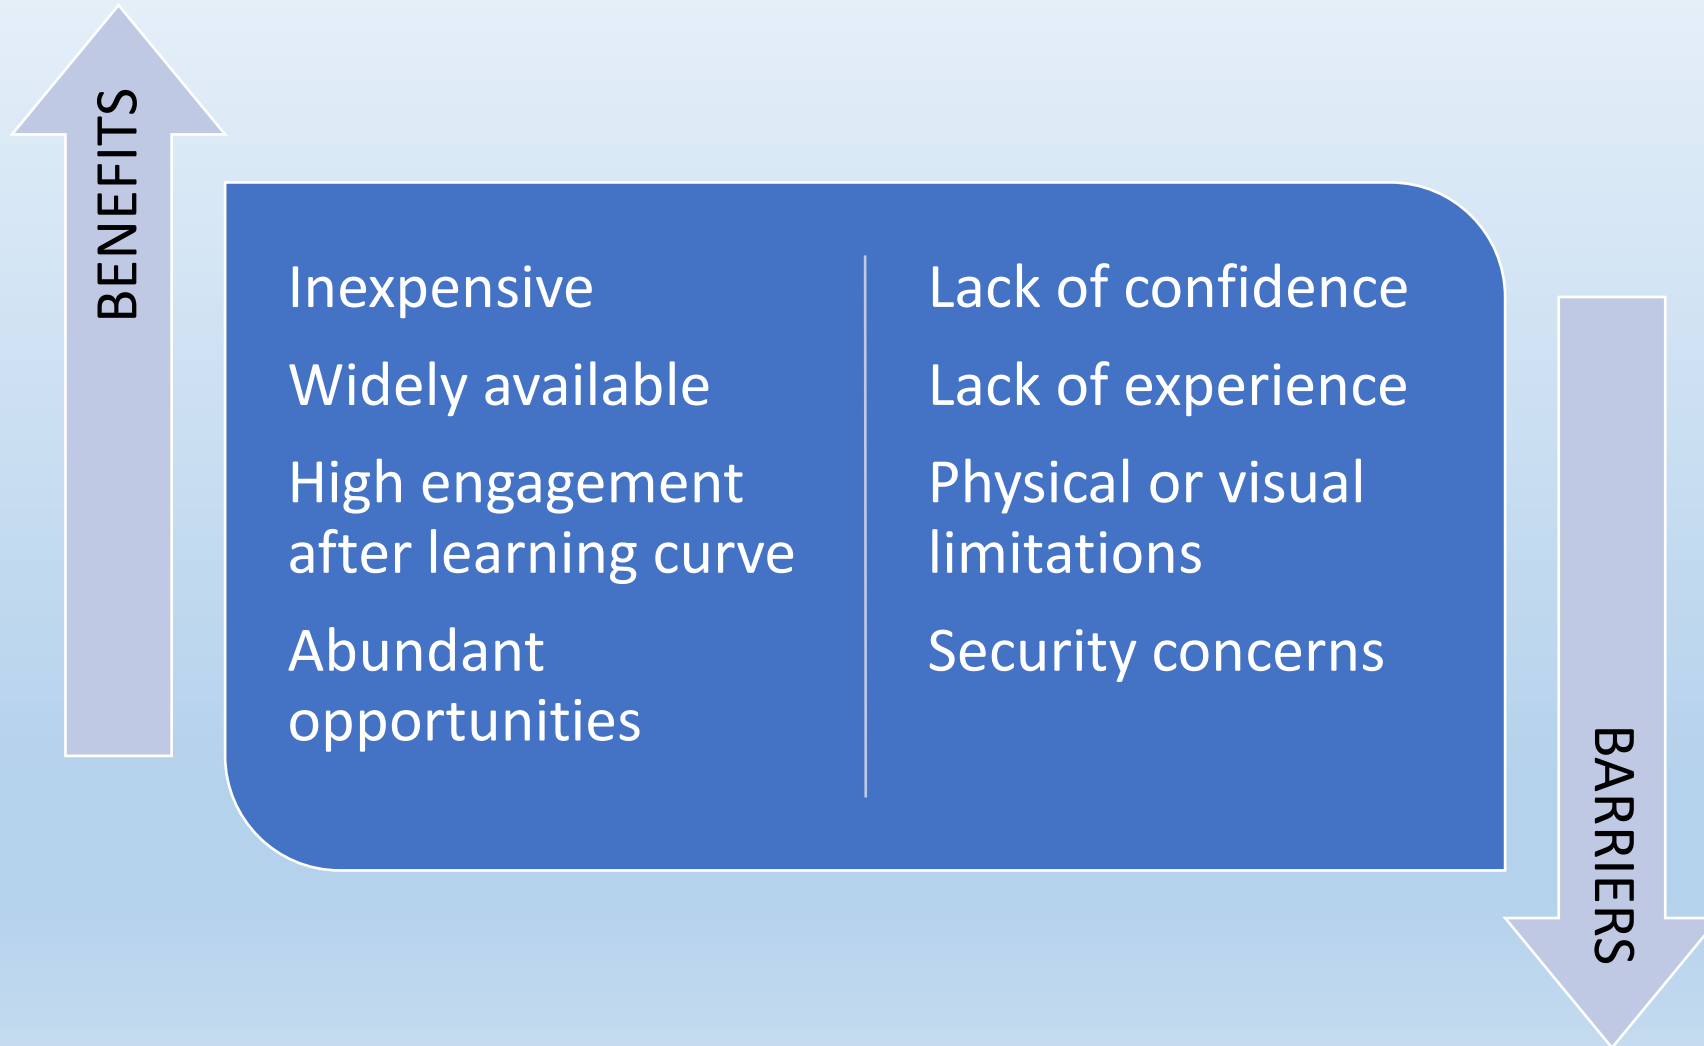 BENEFITS
Inexpensive
Widely available
High engagement
after learning curve
Abundant
opportunities
Lack of confidence
Lack of experience
Physical or visual
limitations
Security concerns
BARRIERS